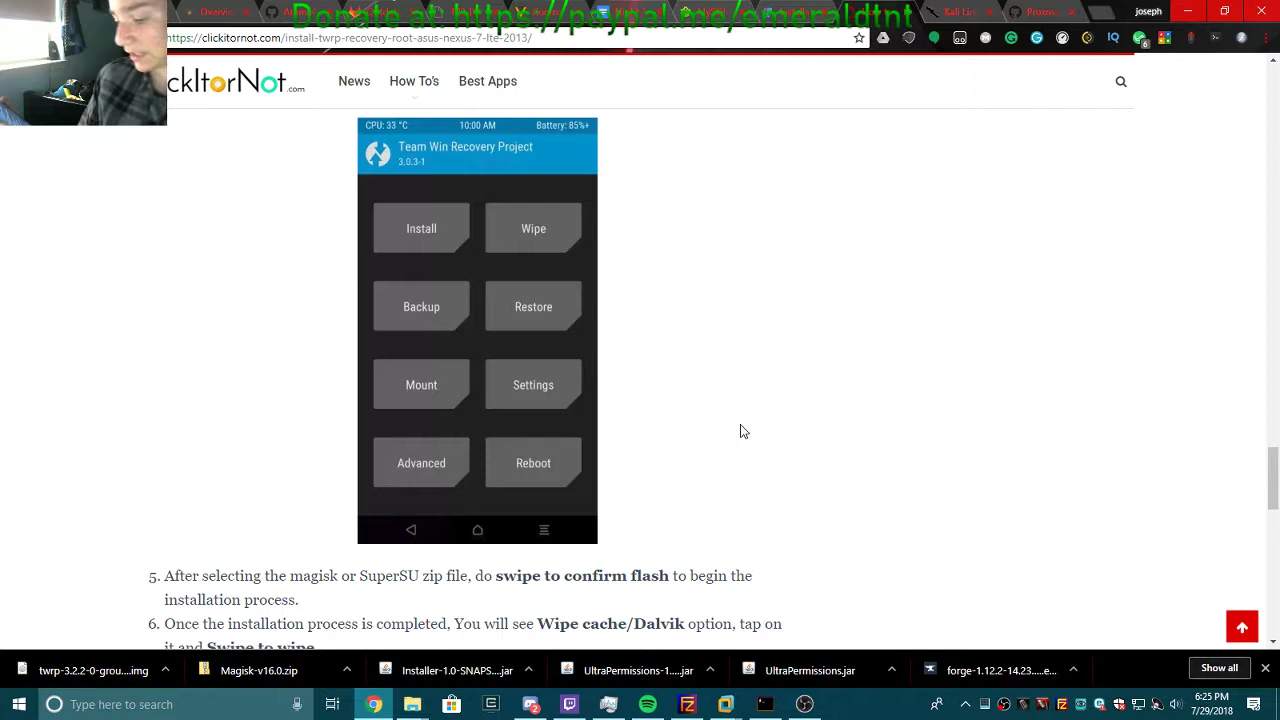 Donate at https://paypal.me/emeraldtnt
joseph
https://clickitornot.com/install-twrp-recovery-root-asus-nexus-7-lte-2013/
ckItorNot.com
News
How To's
Best Apps
CPU: 33 °C
10:00 AM
Battery: 85%+
Team Win Recovery Project
3.0.3-1
Install
Wipe
Backup
Restore
Mount
Settings
Advanced
Reboot
5. After selecting the magisk or SuperSU zip file, do swipe to confirm flash to begin the
installation process.
6. Once the installation process is completed, You will see Wipe cache/Dalvik option, tap on
it and Swipe to wipe
twrp-3.2.2-0-grou....img
Magisk-v16.0.zip
Installer-1.0-SNAPS....jar
UltraPermissions-1....jar
UltraPermissions.jar
forge-1.12.2-14.23....e...
Show all
Type here to search
6:25 PM
7/29/2018